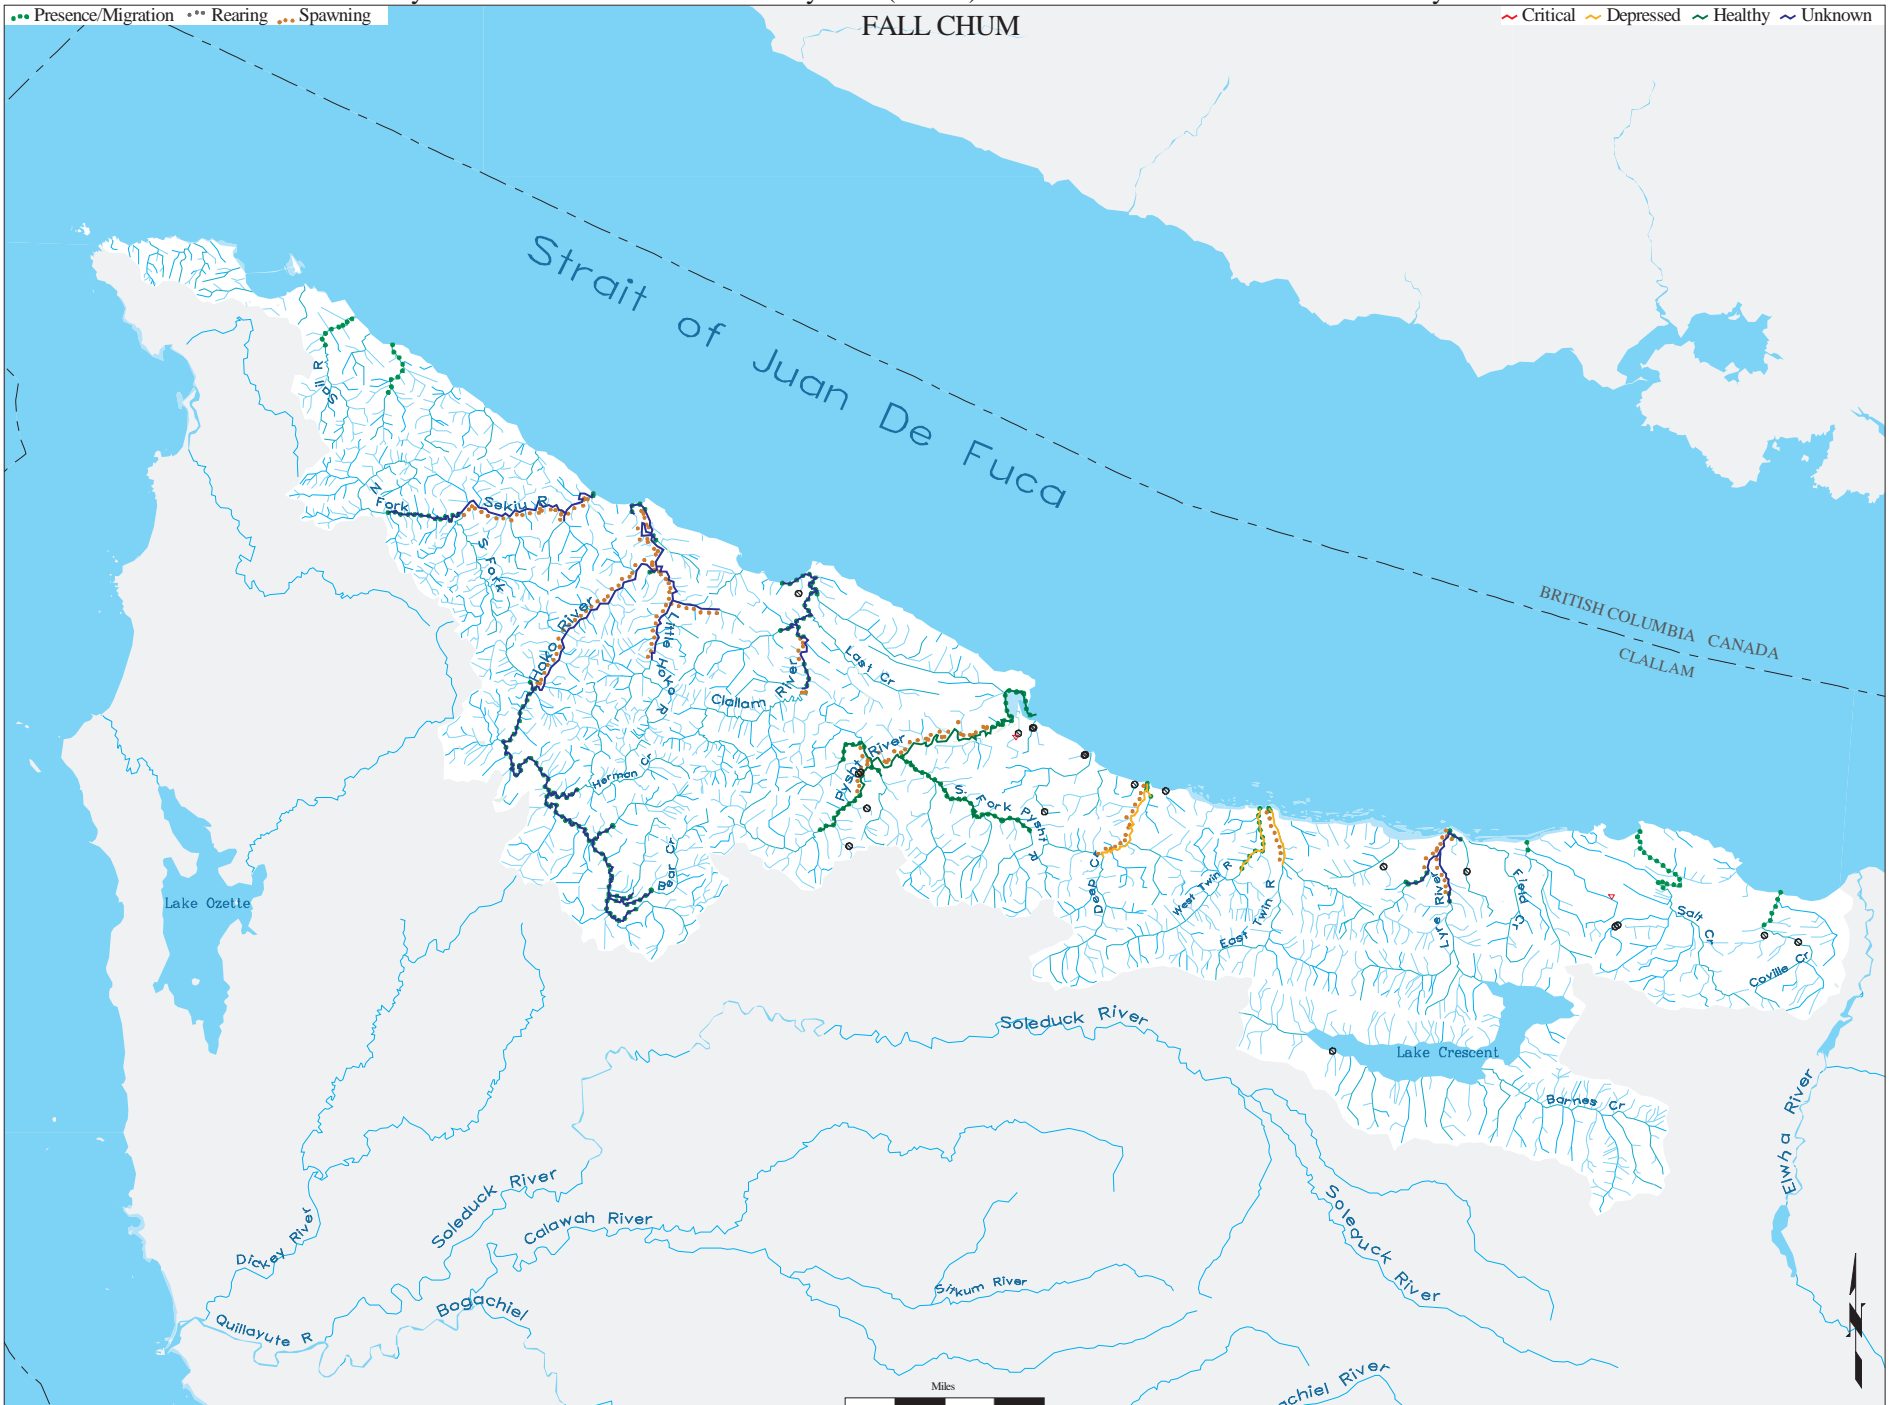 Presence/Migration Rearing Spawning
FALL CHUM
Critical Depressed Healthy Unknown
Strait of Juan De Fuca
BRITISH COLUMBIA CANADA
CLALLAM
Sail R
N Fork
Sekiu R
S Fork
Hoko River
Little Hoko R
Last Cr
Clallam River
Herman Cr
Bear Cr
Pysht River
S. Fork Pysht R
Deep Cr
West Twin R
East Twin R
Lyre River
Field Cr
Salt Cr
Coville Cr
Lake Ozette
Lake Crescent
Barnes Cr
Soleduck River
Elwha River
Soleduck River
Soleduck River
Calawah River
Dickey River
Sitkum River
Bogachiel
Quillayute R
achiel River
Miles
N